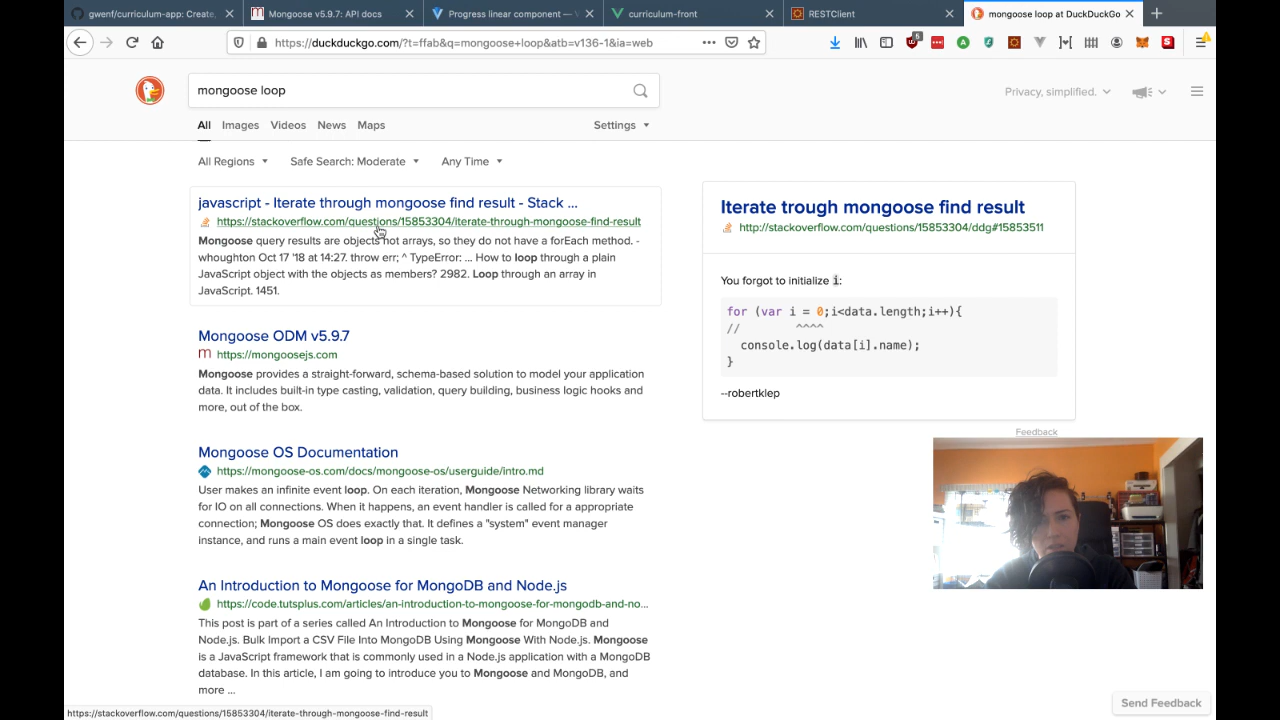 gwenf/curriculum-app: Create,
Mongoose v5.9.7: API docs
Progress linear component — V
curriculum-front
RESTClient
mongoose loop at DuckDuckGo
https://duckduckgo.com/?t=ffab&q=mongoose+loop&atb=v136-1&ia=web
5
mongoose loop
Privacy, simplified.
All
Images
Videos
News
Maps
Settings
All Regions
Safe Search: Moderate
Any Time
javascript - Iterate through mongoose find result - Stack ...
https://stackoverflow.com/questions/15853304/iterate-through-mongoose-find-result
Mongoose query results are objects not arrays, so they do not have a forEach method. -
whoughton Oct 17 '18 at 14:27. throw err; ^ TypeError: ... How to loop through a plain
JavaScript object with the objects as members? 2982. Loop through an array in
JavaScript. 1451.
Mongoose ODM v5.9.7
https://mongoosejs.com
Mongoose provides a straight-forward, schema-based solution to model your application
data. It includes built-in type casting, validation, query building, business logic hooks and
more, out of the box.
Mongoose OS Documentation
https://mongoose-os.com/docs/mongoose-os/userguide/intro.md
User makes an infinite event loop. On each iteration, Mongoose Networking library waits
for IO on all connections. When it happens, an event handler is called for a appropriate
connection; Mongoose OS does exactly that. It defines a "system" event manager
instance, and runs a main event loop in a single task.
An Introduction to Mongoose for MongoDB and Node.js
https://code.tutsplus.com/articles/an-introduction-to-mongoose-for-mongodb-and-no...
This post is part of a series called An Introduction to Mongoose for MongoDB and
Node.js. Bulk Import a CSV File Into MongoDB Using Mongoose With Node.js. Mongoose
is a JavaScript framework that is commonly used in a Node.js application with a MongoDB
database. In this article, I am going to introduce you to Mongoose and MongoDB, and
more ...
Iterate trough mongoose find result
http://stackoverflow.com/questions/15853304/ddg#15853511
You forgot to initialize i:
for (var i = 0;i<data.length;i++){
// ^^^^
console.log(data[i].name);
}
--robertklep
Feedback
Send Feedback
https://stackoverflow.com/questions/15853304/iterate-through-mongoose-find-result